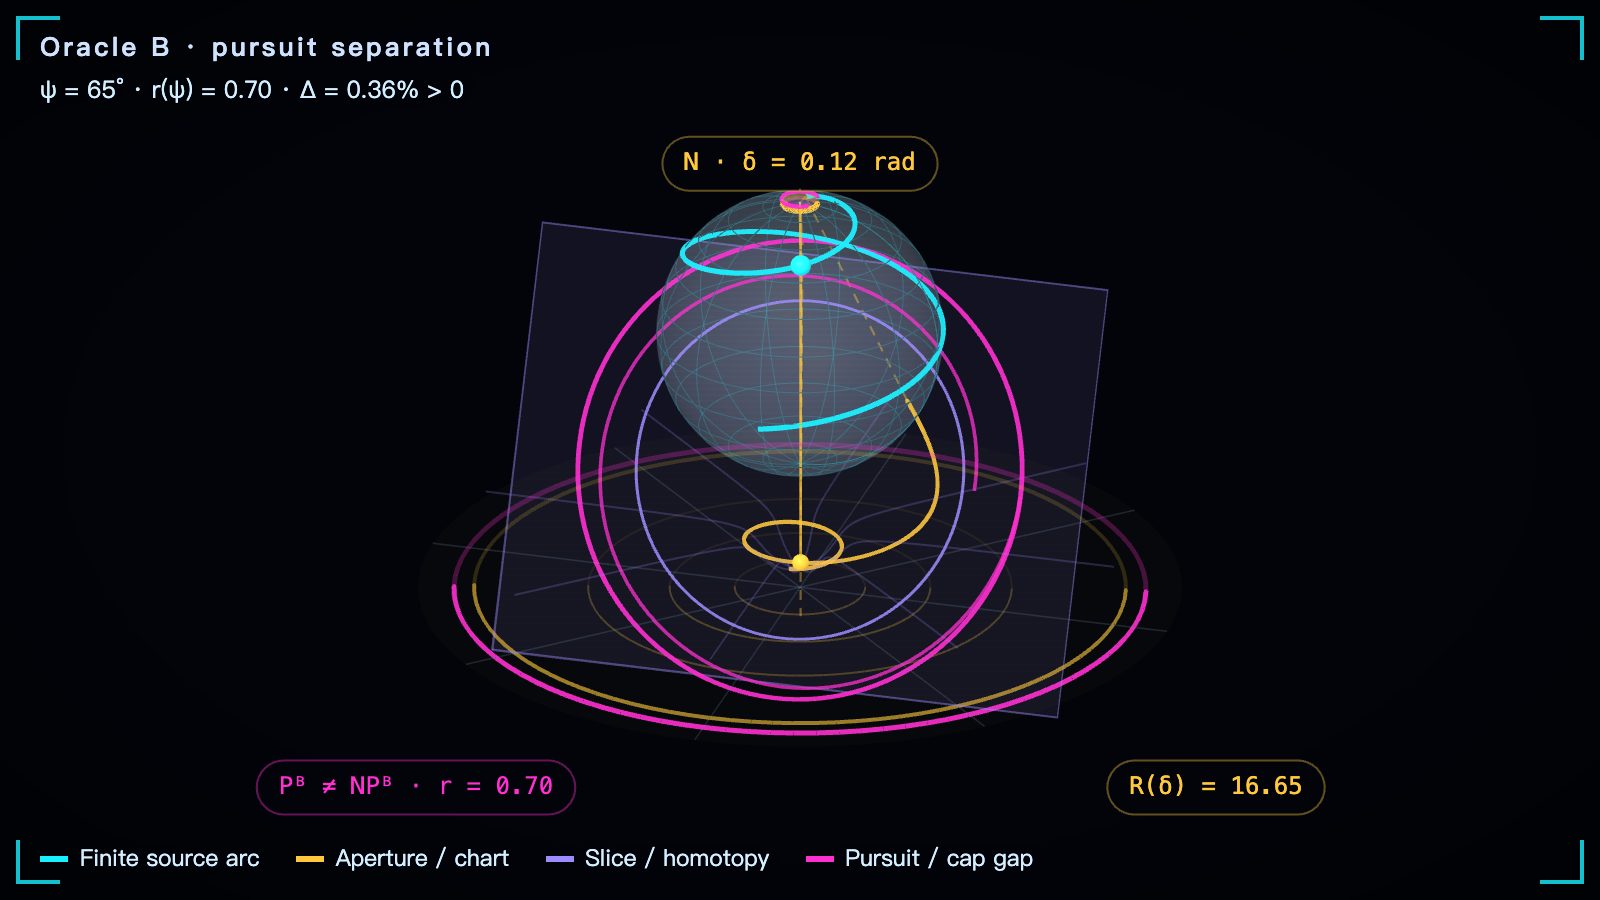 Oracle B · pursuit separation
ψ = 65° · r(ψ) = 0.70 · Δ = 0.36% > 0
N · δ = 0.12 rad
Pᴮ ≠ NPᴮ · r = 0.70
R(δ) = 16.65
Finite source arc
Aperture / chart
Slice / homotopy
Pursuit / cap gap